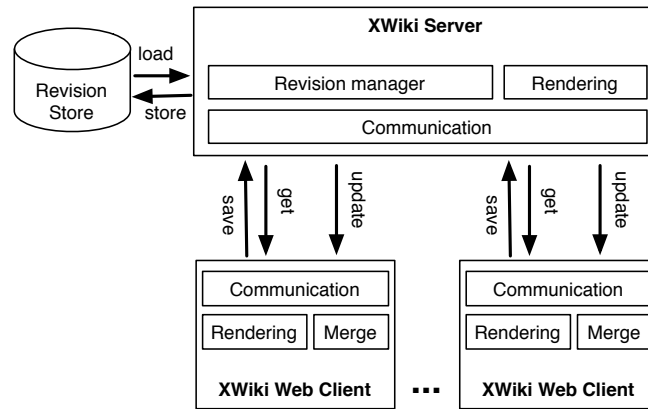 XWiki Server
load
Revision Store
store
Revision manager
Rendering
Communication
save
get
update
save
get
update
Communication
Rendering
Merge
XWiki Web Client
...
Communication
Rendering
Merge
XWiki Web Client